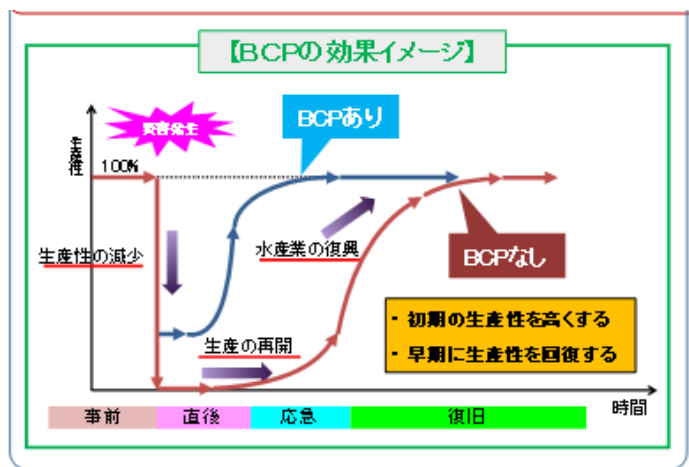 【BCPの効果イメージ】
災害発生
BCPあり
生産性
100%
生産性の減少
水産業の復興
BCPなし
生産の再開
・ 初期の生産性を高くする
・ 早期に生産性を回復する
時間
事前
直後
応急
復旧